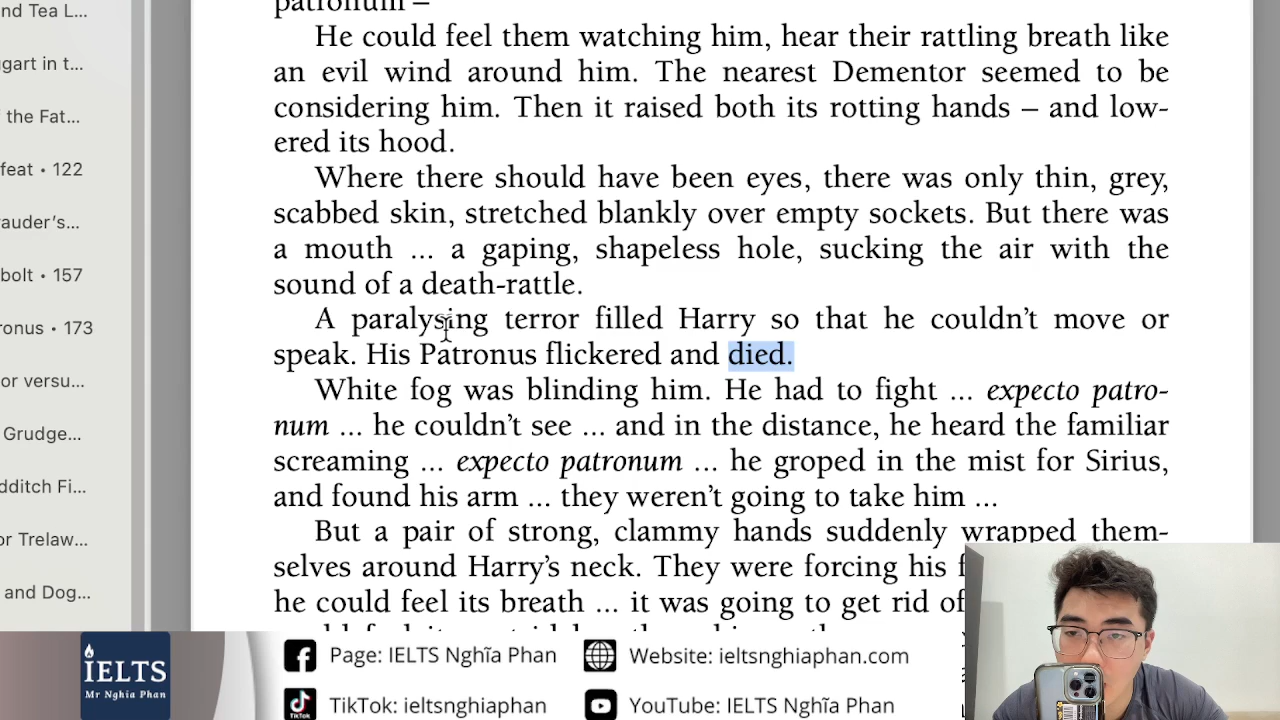 patronum –
He could feel them watching him, hear their rattling breath like
an evil wind around him. The nearest Dementor seemed to be
considering him. Then it raised both its rotting hands – and low-
ered its hood.
Where there should have been eyes, there was only thin, grey,
scabbed skin, stretched blankly over empty sockets. But there was
a mouth ... a gaping, shapeless hole, sucking the air with the
sound of a death-rattle.
A paralysing terror filled Harry so that he couldn't move or
speak. His Patronus flickered and died.
White fog was blinding him. He had to fight ... expecto patro-
num ... he couldn't see ... and in the distance, he heard the familiar
screaming ... expecto patronum ... he groped in the mist for Sirius,
and found his arm ... they weren't going to take him ...
But a pair of strong, clammy hands suddenly wrapped them-
selves around Harry's neck. They were forcing his
he could feel its breath ... it was going to get rid of
nd Tea L...
gart in t...
the Fat...
feat • 122
auder's...
bolt • 157
ronus • 173
or versu...
Grudge...
dditch Fi...
or Trelaw...
and Dog...
IELTS
Mr Nghia Phan
Page: IELTS Nghĩa Phan
Website: ieltsnghiaphan.com
TikTok
TikTok: ieltsnghiaphan
YouTube: IELTS Nghĩa Phan